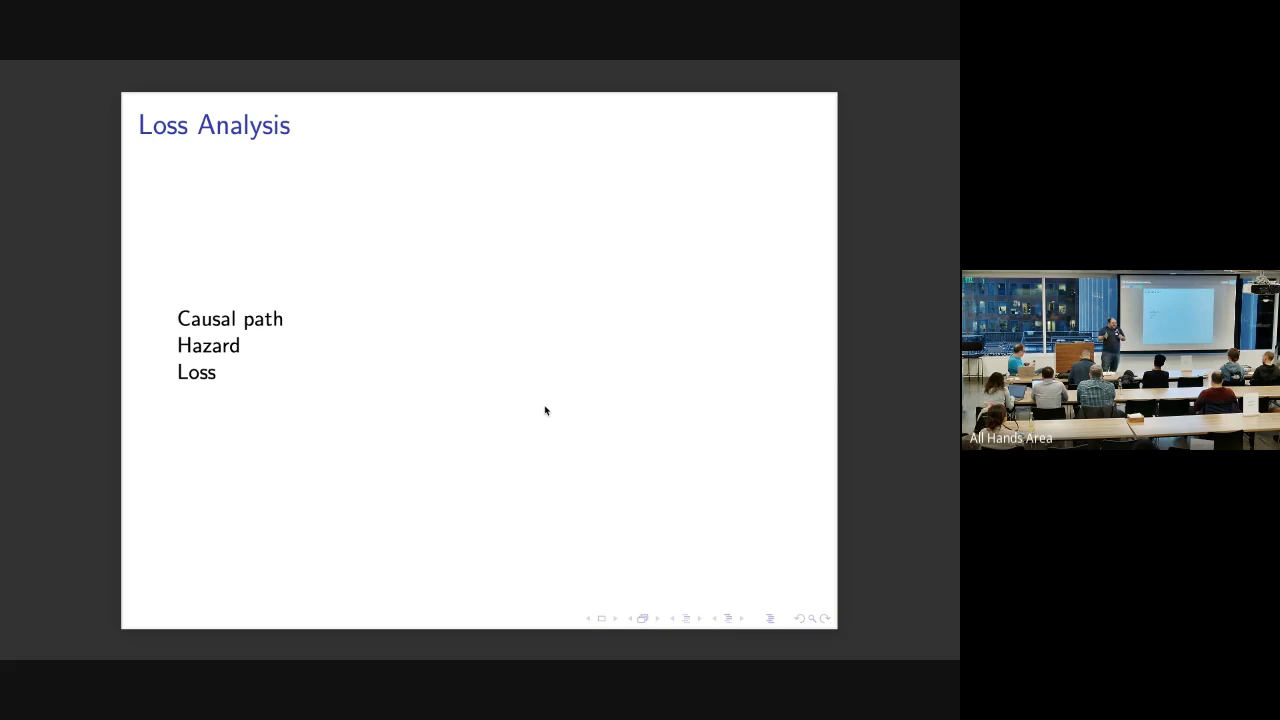 Loss Analysis
Causal path
Hazard
Loss
All Hands Area